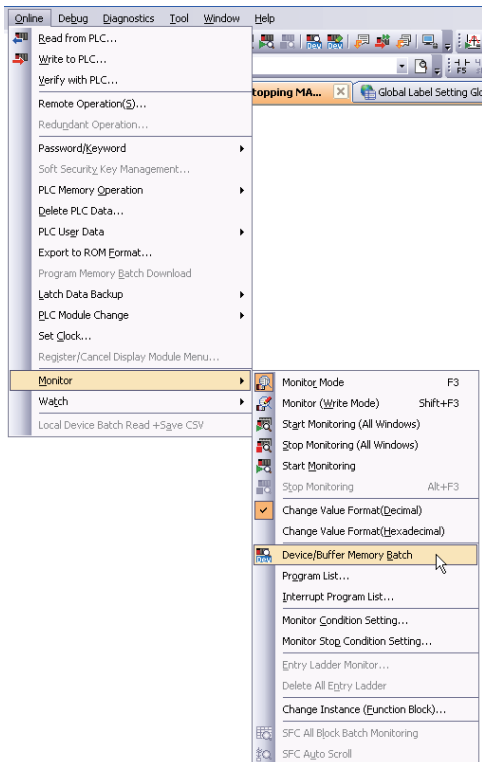 Online Debug Diagnostics Tool Window Help
Read from PLC...
Write to PLC...
Verify with PLC...
topping MA...
Global Label Setting Glo
Remote Operation(S)...
Redundant Operation...
Password/Keyword
Soft Security Key Management...
PLC Memory Operation
Delete PLC Data...
PLC User Data
Export to ROM Format...
Program Memory Batch Download
Latch Data Backup
PLC Module Change
Set Clock...
Register/Cancel Display Module Menu...
Monitor
Watch
Local Device Batch Read +Save CSV
Monitor Mode F3
Monitor (Write Mode) Shift+F3
Start Monitoring (All Windows)
Stop Monitoring (All Windows)
Start Monitoring
Stop Monitoring Alt+F3
Change Value Format(Decimal)
Change Value Format(Hexadecimal)
Device/Buffer Memory Batch
Program List...
Interrupt Program List...
Monitor Condition Setting...
Monitor Stop Condition Setting...
Entry Ladder Monitor...
Delete All Entry Ladder
Change Instance (Function Block)...
SFC All Block Batch Monitoring
SFC Auto Scroll